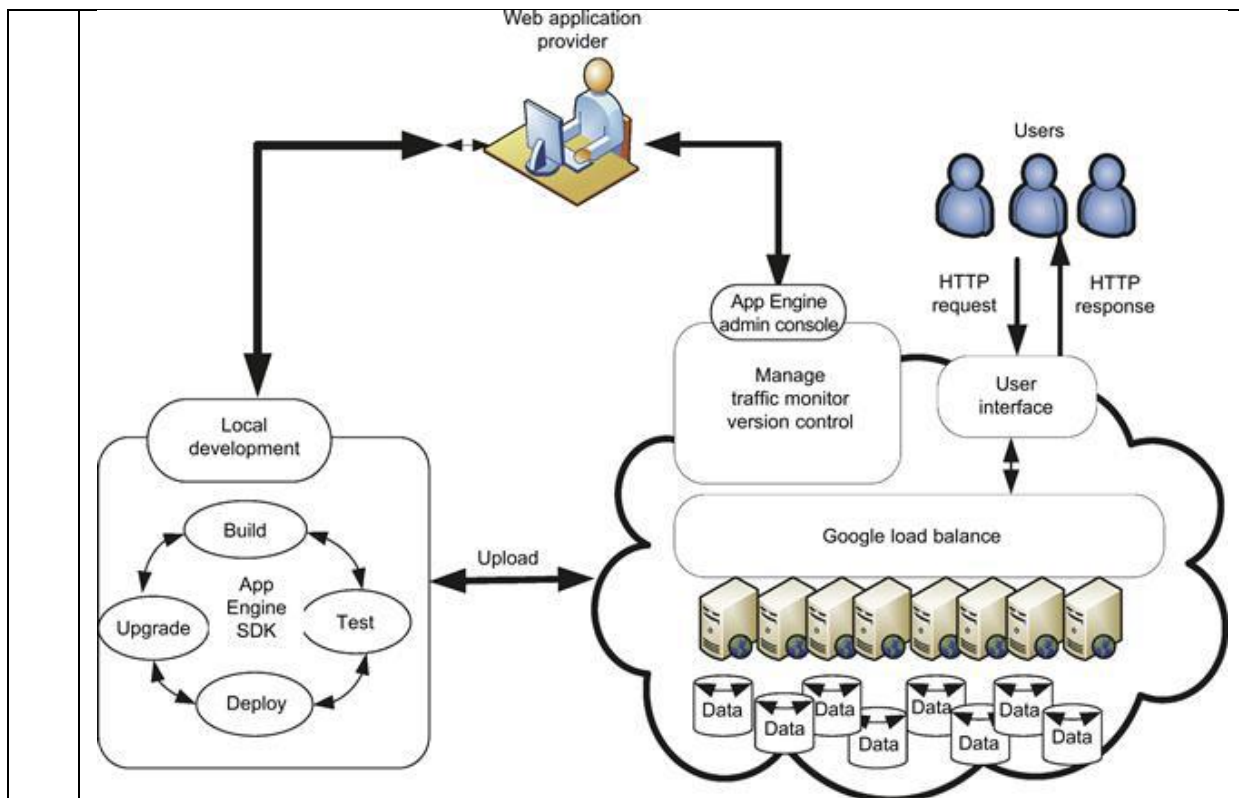 Web application
provider
Users
HTTP
request
HTTP
response
App Engine
admin console
Manage
traffic monitor
version control
User
interface
Local
development
Build
App
Engine
SDK
Upgrade
Test
Deploy
Upload
Google load balance
Data
Data
Data
Data
Data
Data
Data
Data